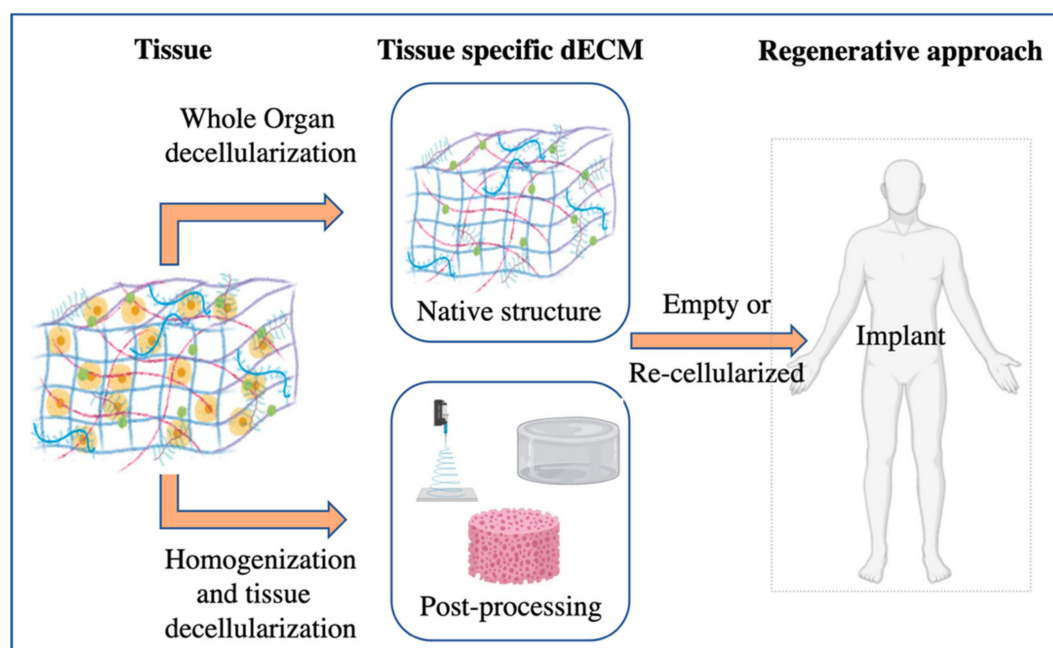 Tissue
Tissue specific dECM
Regenerative approach
Whole Organ
decellularization
Native structure
Empty or
Re-cellularized
Implant
Homogenization
and tissue
decellularization
Post-processing